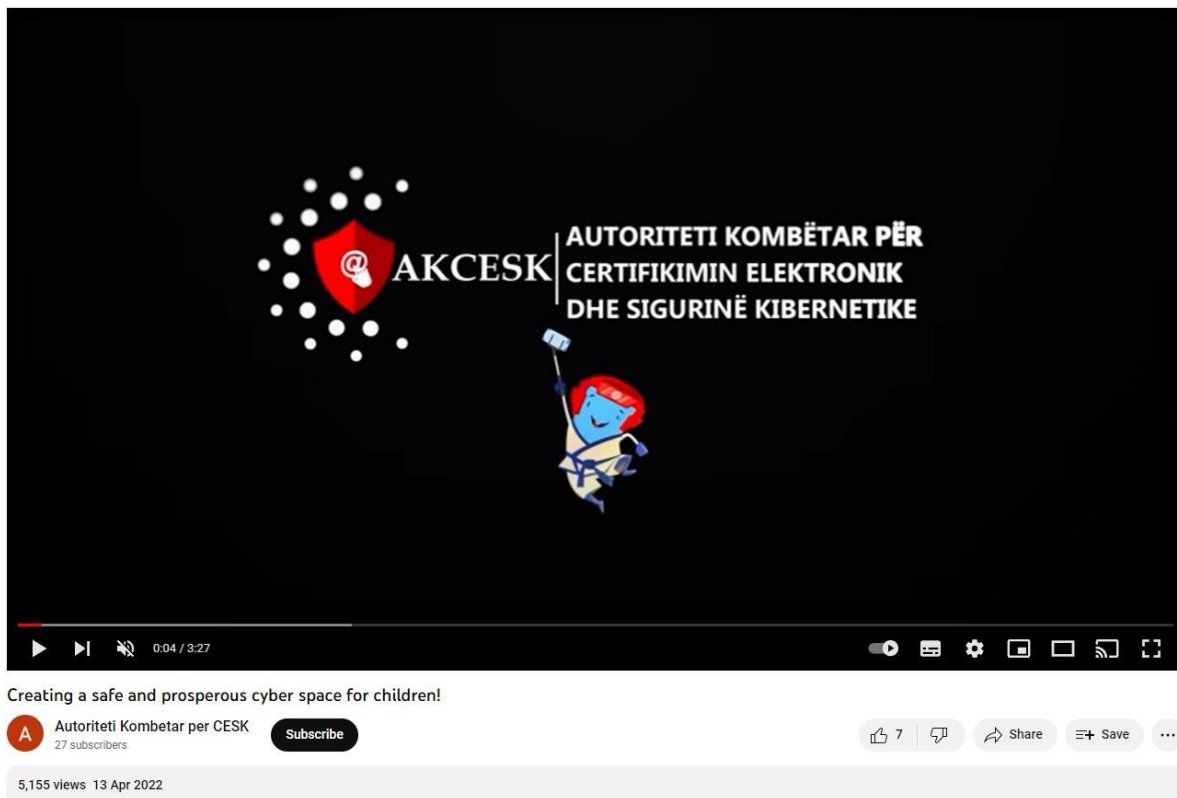 @
AKCESK
AUTORITETI KOMBËTAR PËR
CERTIFIKIMIN ELEKTRONIK
DHE SIGURINË KIBERNETIKE
0:04 / 3:27
Creating a safe and prosperous cyber space for children!
A
Autoriteti Kombetar per CESK
27 subscribers
Subscribe
7
Share
Save
5,155 views 13 Apr 2022